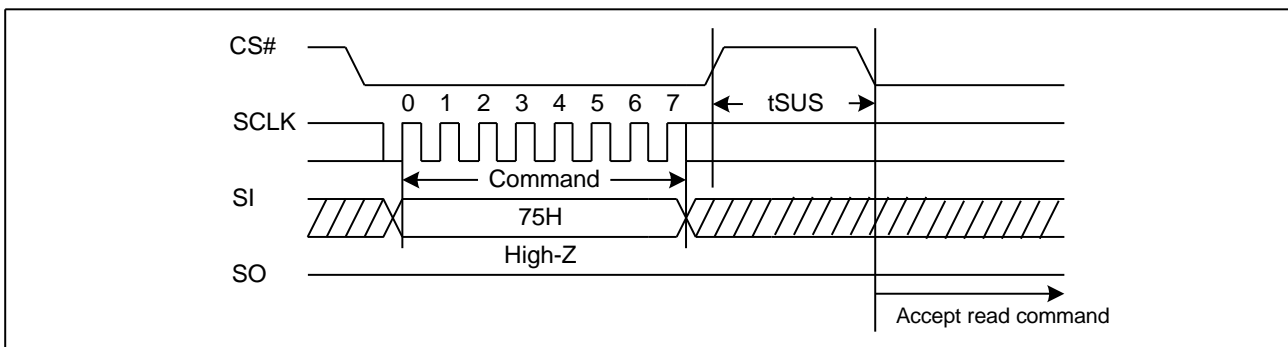 CS#
0 1 2 3 4 5 6 7
tSUS
SCLK
Command
SI
75H
High-Z
SO
Accept read command